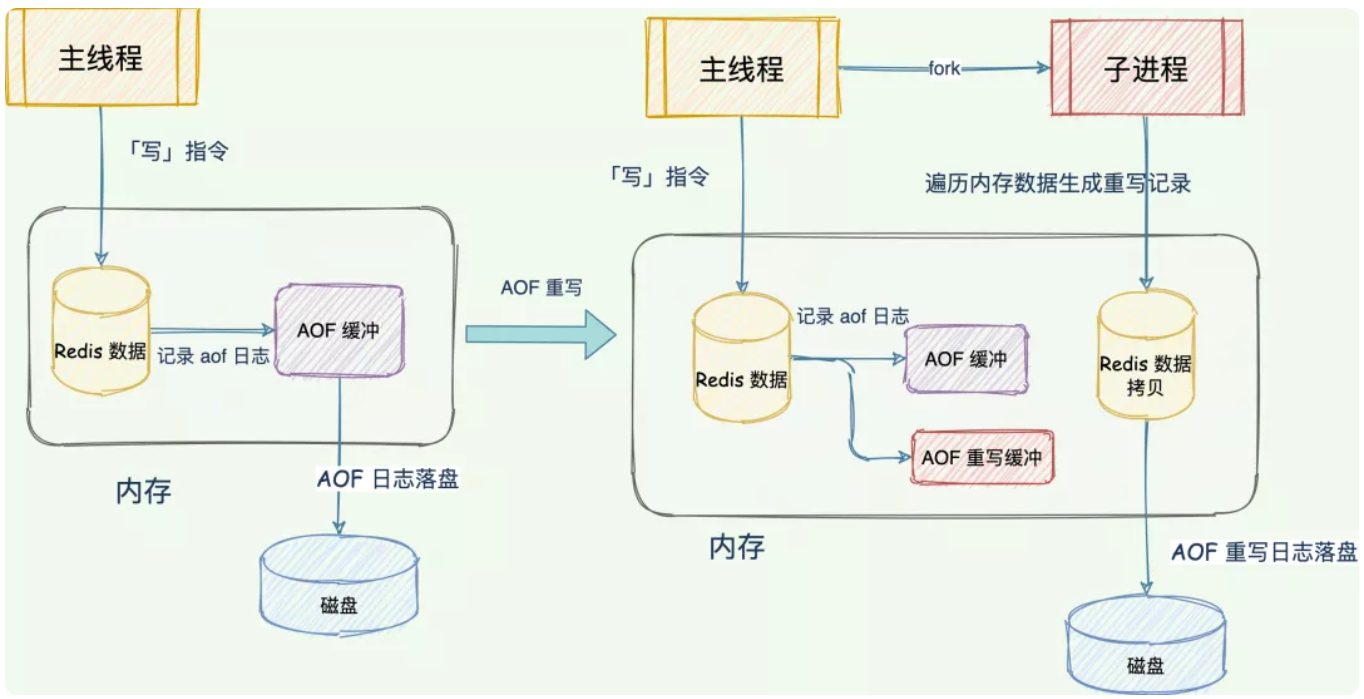 主线程
「写」指令
Redis 数据
记录 aof 日志
AOF 缓冲
内存
AOF 日志落盘
磁盘
AOF 重写
主线程
fork
子进程
「写」指令
遍历内存数据生成重写记录
记录 aof 日志
Redis 数据
AOF 缓冲
AOF 重写缓冲
Redis 数据
拷贝
内存
AOF 重写日志落盘
磁盘